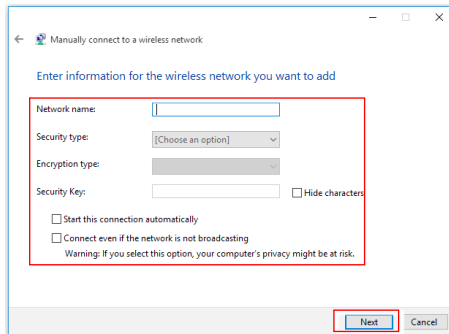 Manually connect to a wireless network
Enter information for the wireless network you want to add
Network name:
Security type: [Choose an option]
Encryption type:
Security Key: Hide characters
Start this connection automatically
Connect even if the network is not broadcasting
Warning: If you select this option, your computer's privacy might be at risk.
Next Cancel